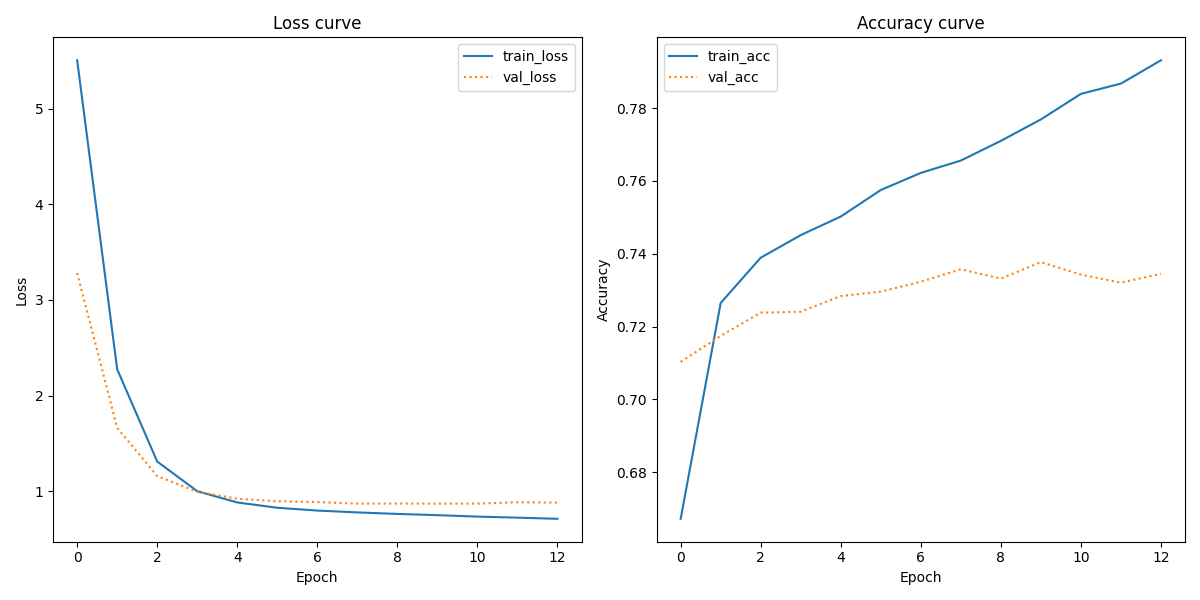 Loss curve
train_loss
val_loss
5
4
3
2
1
Loss
0 2 4 6 8 10 12
Epoch
Accuracy curve
train_acc
val_acc
0.78
0.76
0.74
0.72
0.70
0.68
Accuracy
0 2 4 6 8 10 12
Epoch